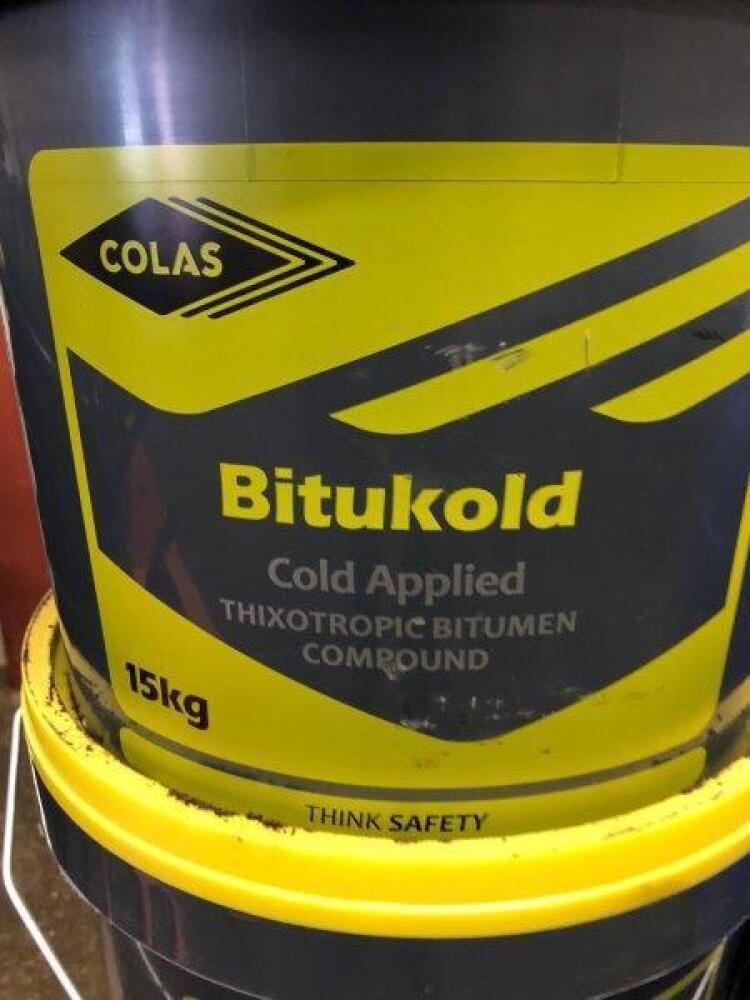 COLAS
Bitukold
Cold Applied
THIXOTROPIC BITUMEN
COMPOUND
15kg
THINK SAFETY